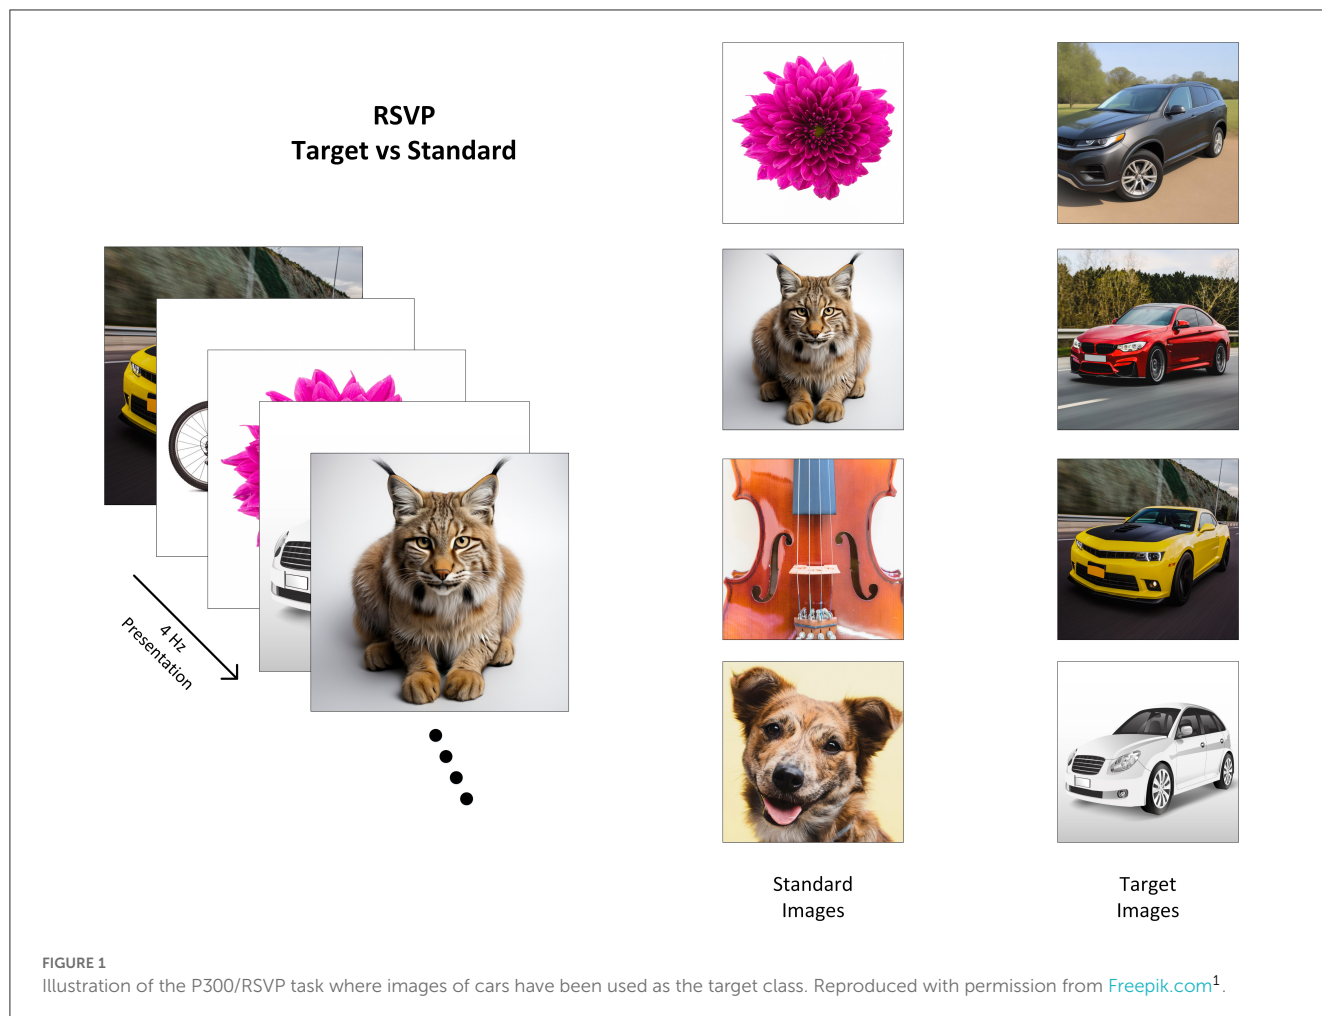 RSVP
Target vs Standard
4 Hz
Presentation
Standard
Images
Target
Images
FIGURE 1
Illustration of the P300/RSVP task where images of cars have been used as the target class. Reproduced with permission from Freepik.com1.